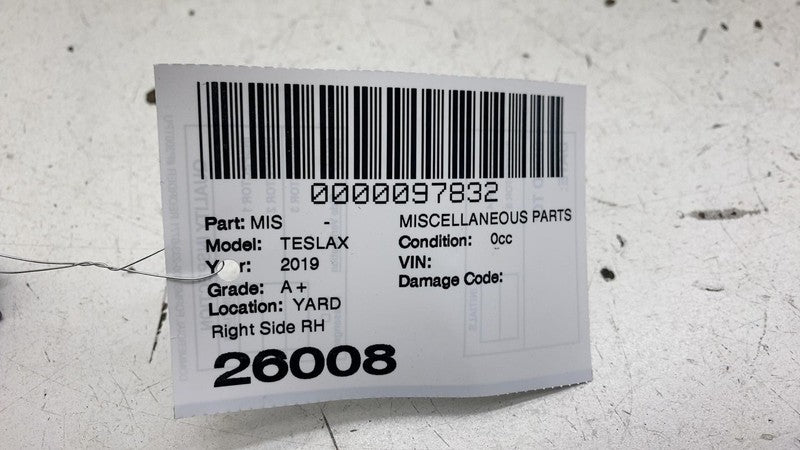 0000097832
Part: MIS - MISCELLANEOUS PARTS
Model: TESLAX Condition: 0cc
Year: 2019 VIN:
Grade: A+ Damage Code:
Location: YARD
Right Side RH
26008